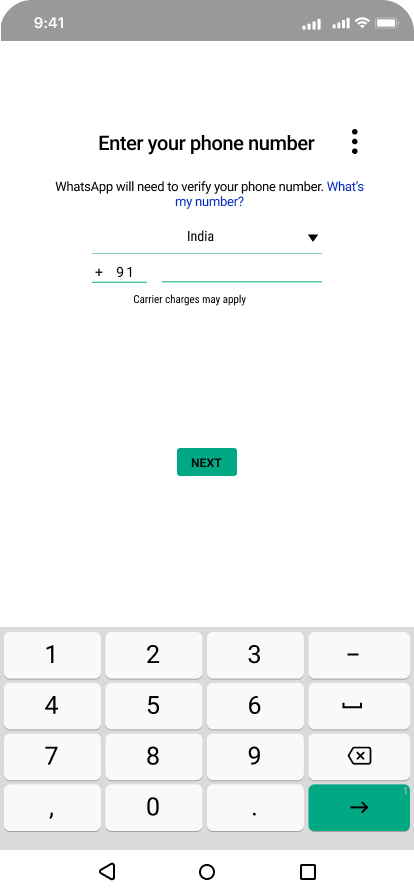 9:41
Enter your phone number
WhatsApp will need to verify your phone number. What's
my number?
India
+ 91
Carrier charges may apply
NEXT
1 2 3 –
4 5 6
7 8 9
, 0 . 1